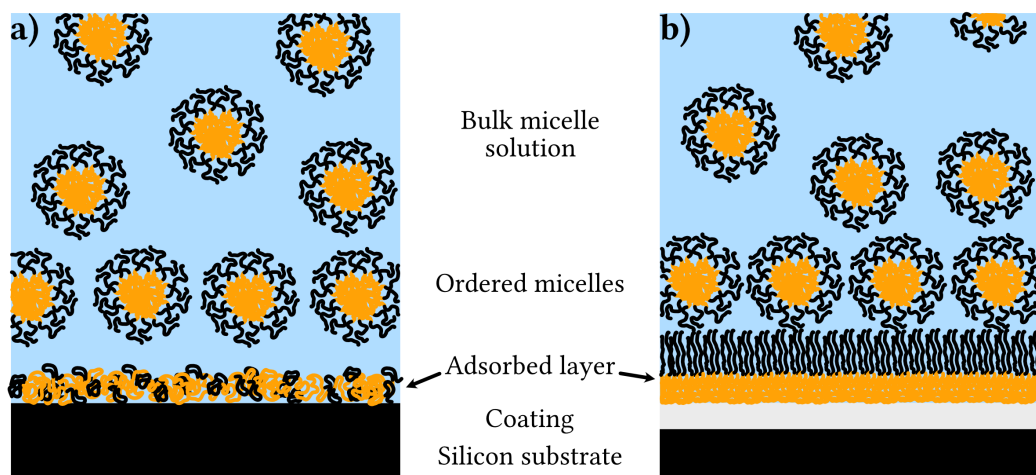 a)
b)
Bulk micelle
solution
Ordered micelles
Adsorbed layer
Coating
Silicon substrate